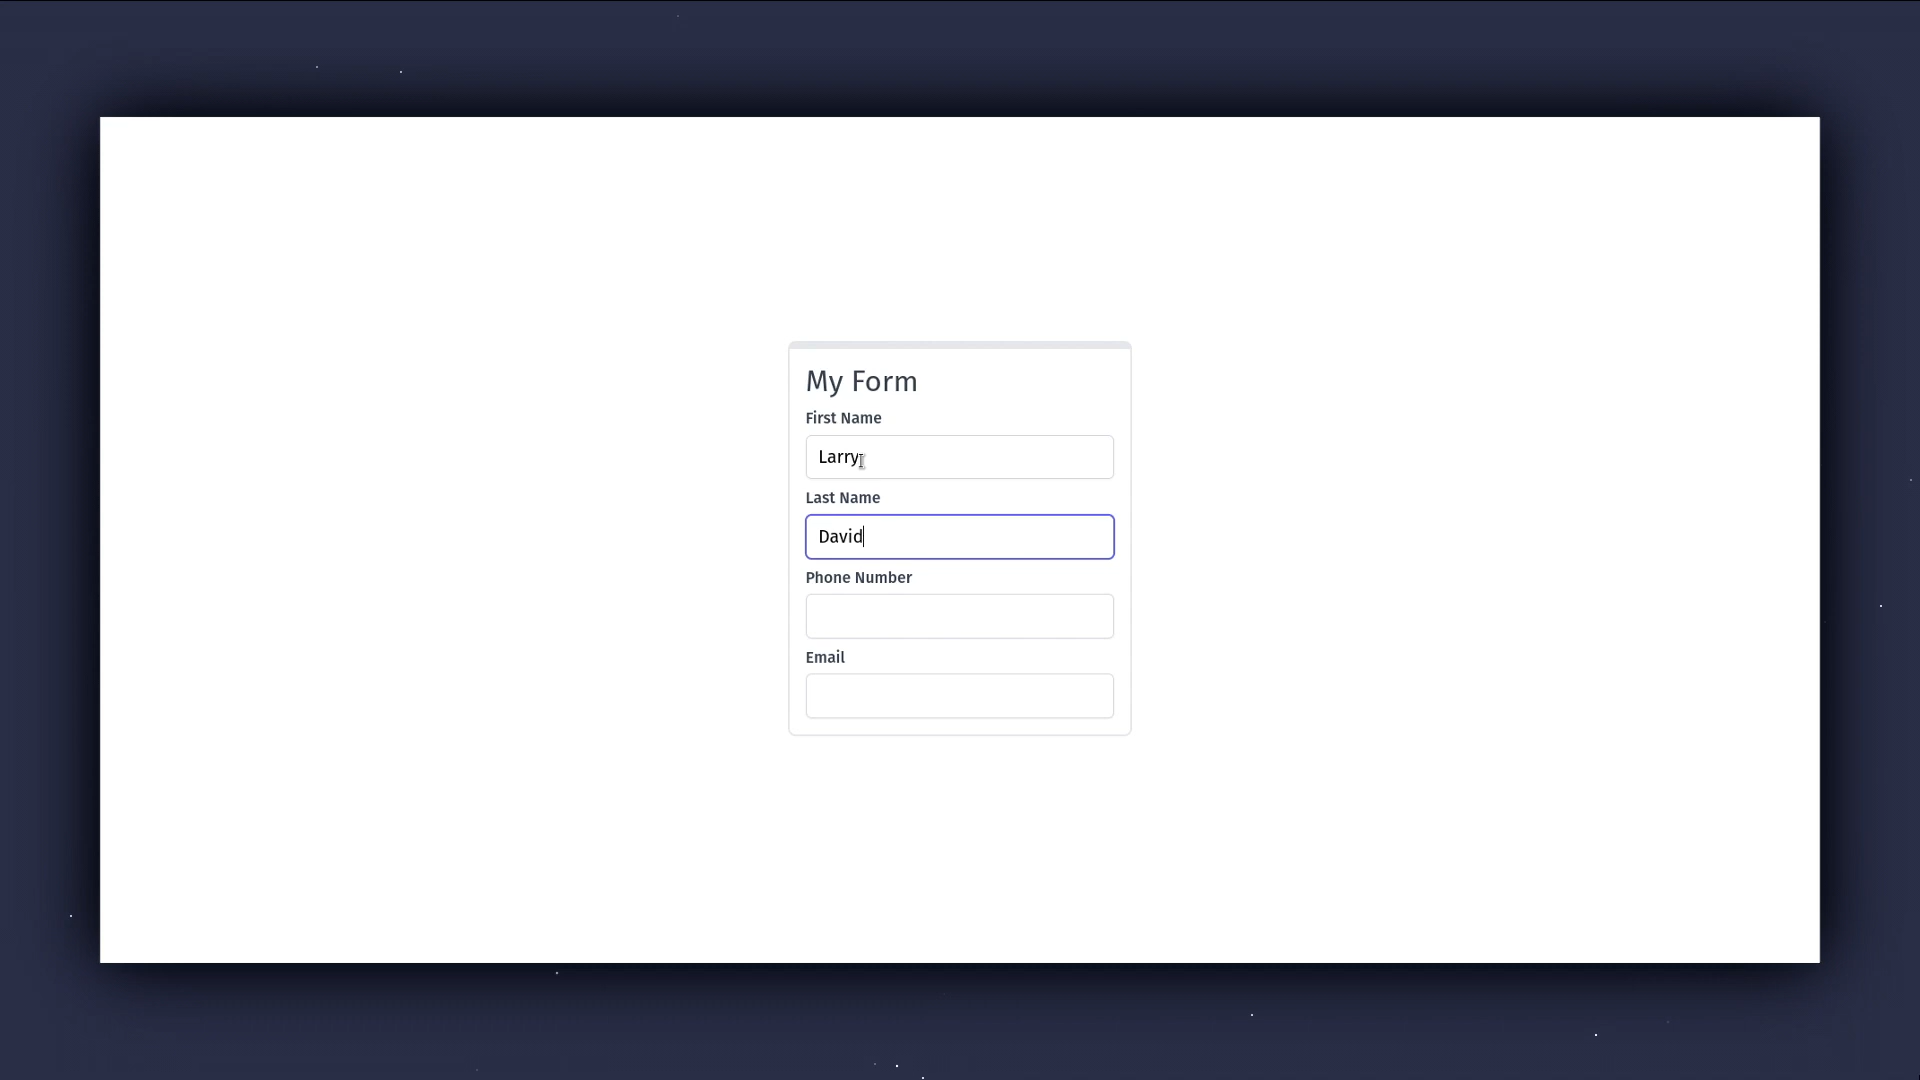 My Form
First Name
Larry
Last Name
David
Phone Number
Email